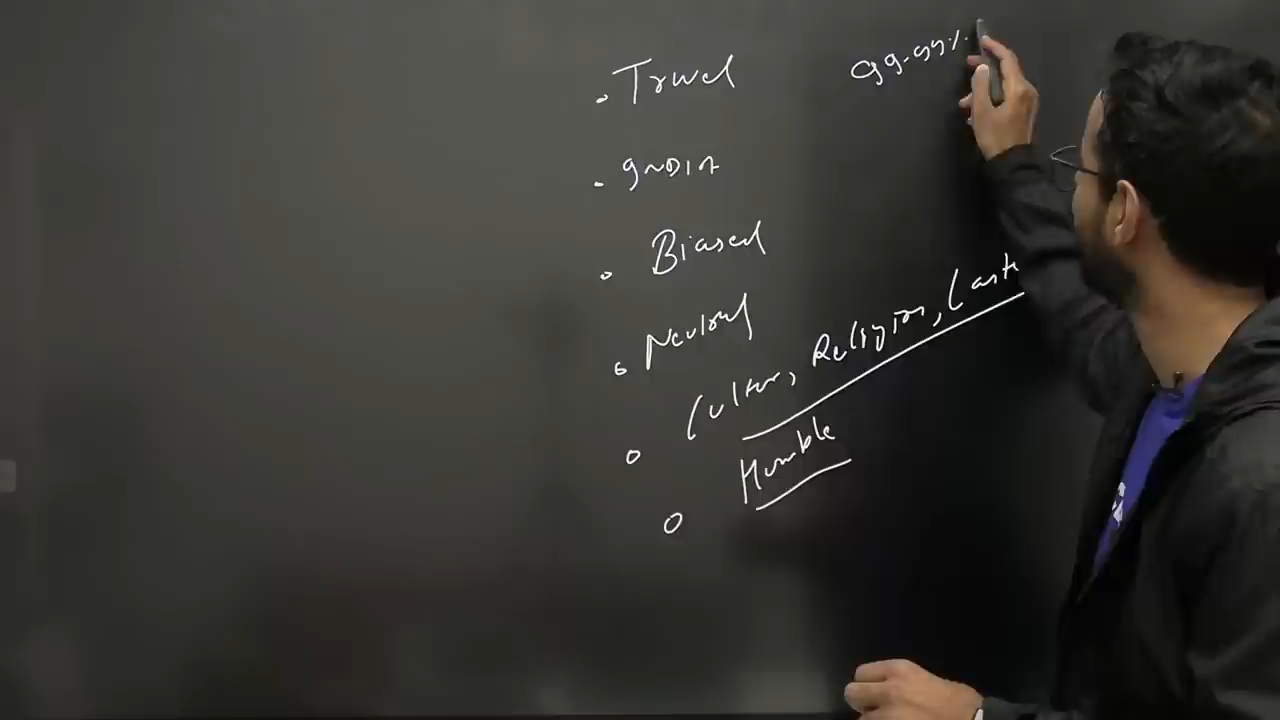 Travel
99.99%
INDIA
Biased
Neutral
Culture, Religion, Caste
Humble